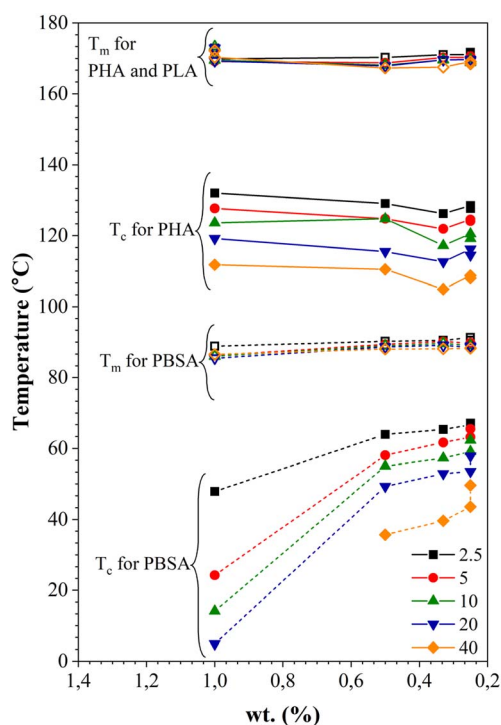 180
160
140
120
100
80
60
40
20
0
Temperature (°C)
Tm for
PHA and PLA
Tc for PHA
Tm for PBSA
Tc for PBSA
2.5
5
10
20
40
1,4 1,2 1,0 0,8 0,6 0,4 0,2
wt. (%)